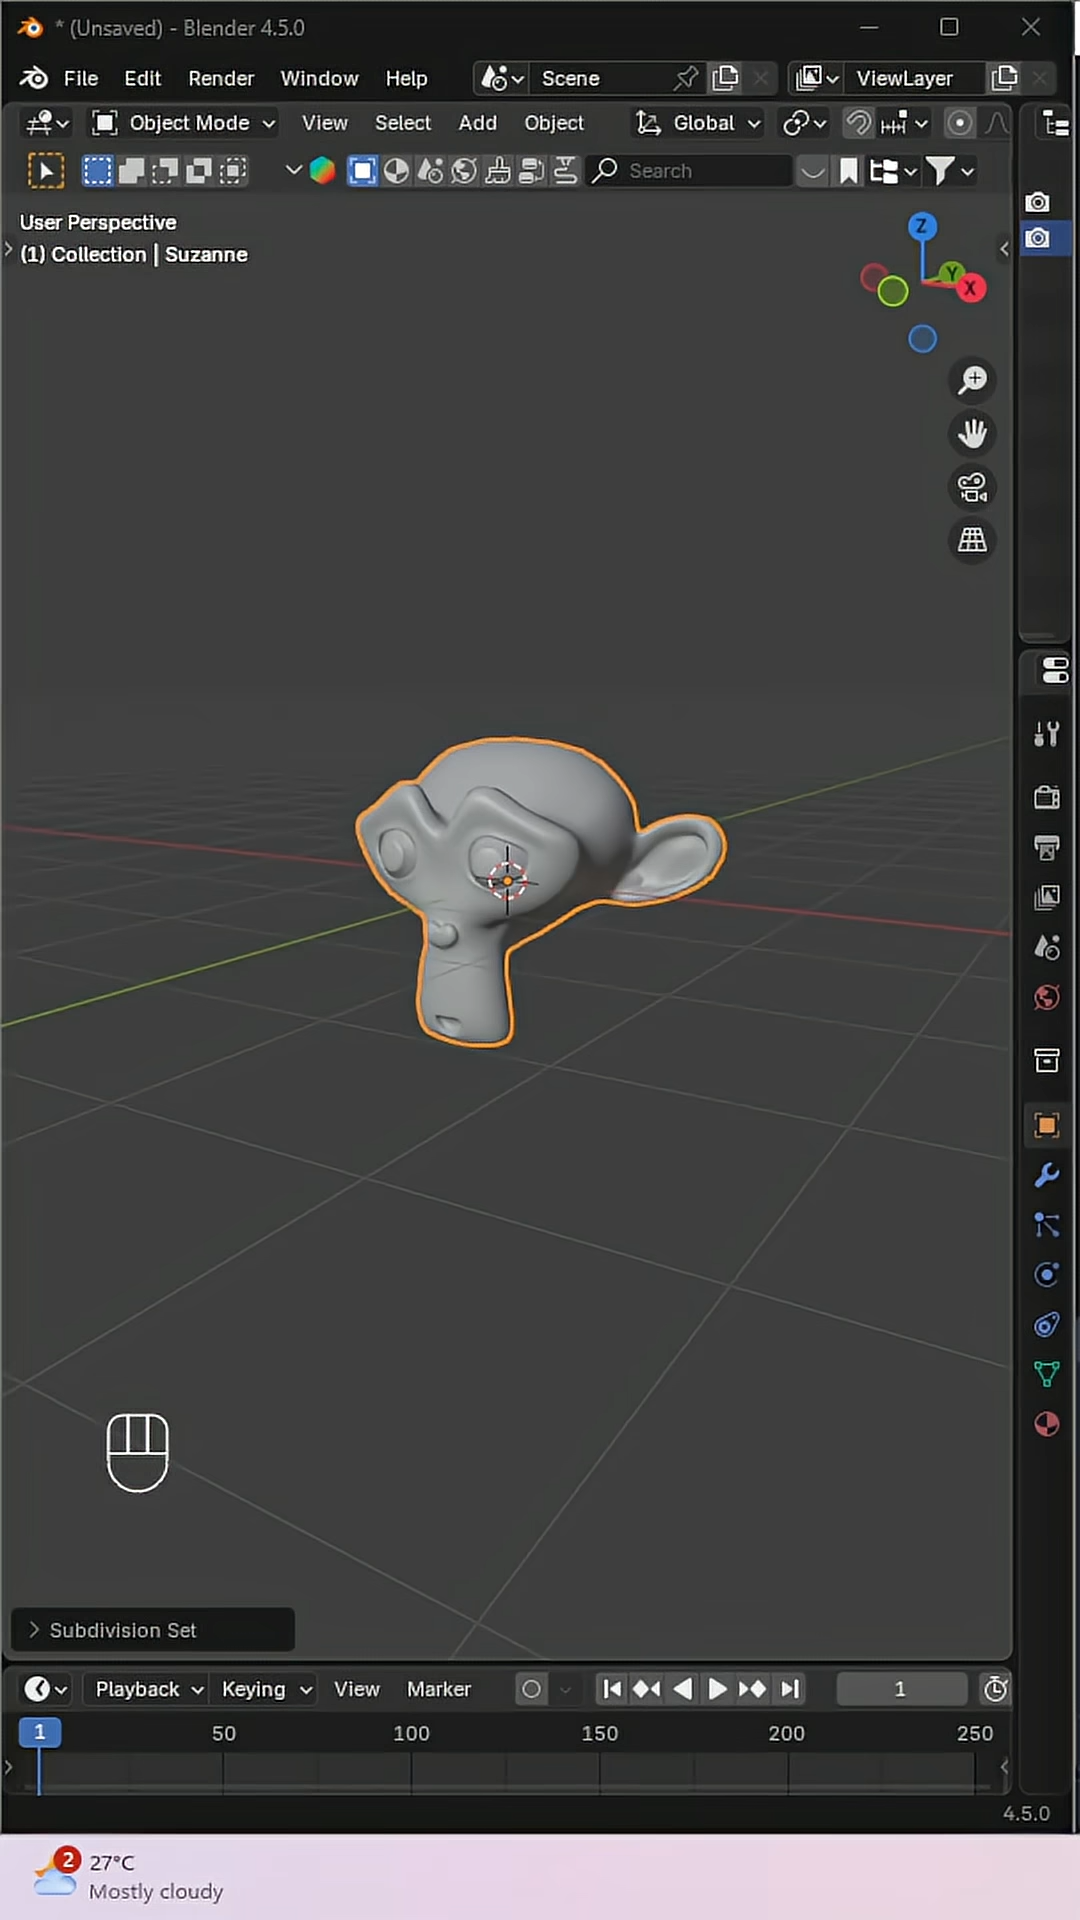 * (Unsaved) - Blender 4.5.0
File Edit Render Window Help Scene ViewLayer
Object Mode View Select Add Object Global
Search
User Perspective
(1) Collection | Suzanne
Z
Y
X
Subdivision Set
Playback Keying View Marker 1
1 50 100 150 200 250
4.5.0
2
27°C
Mostly cloudy